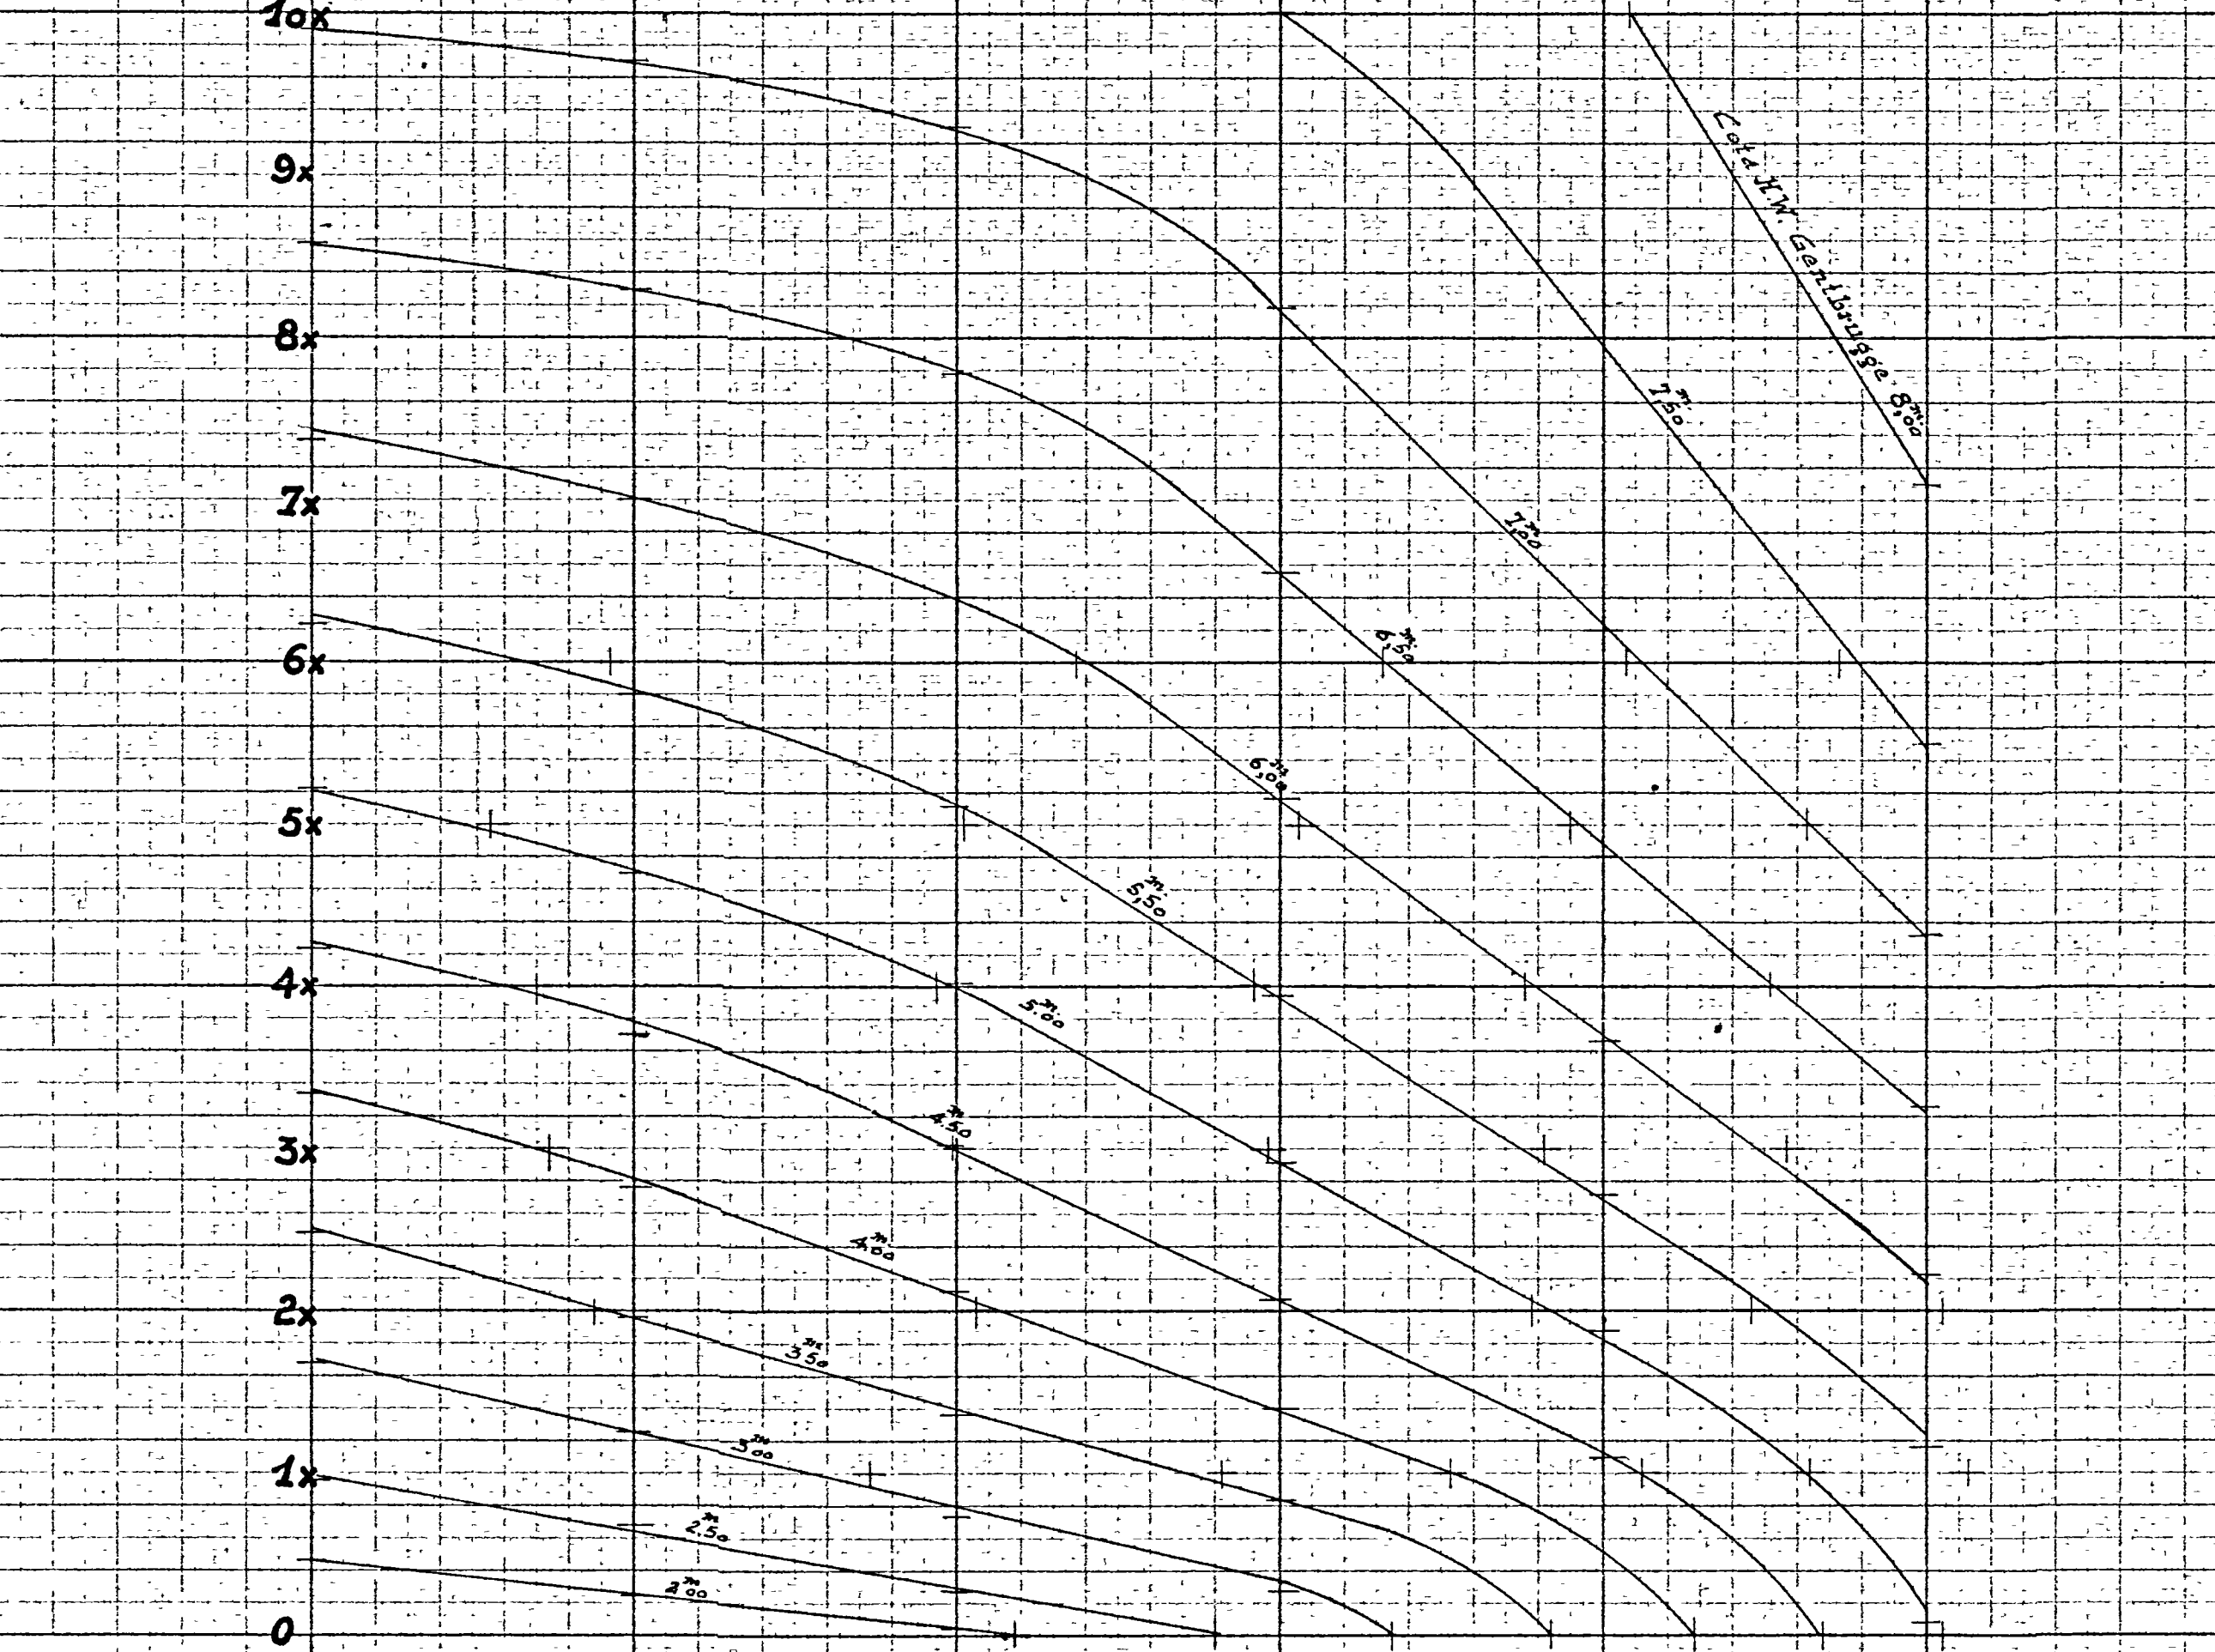 10x
9x
8x
7x
6x
5x
4x
3x
2x
1x
0
Cota H.W. Gentbrugge 8,00 m
7,50 m
7,00 m
6,50 m
6,00 m
5,50 m
5.00 m
4.50 m
4.00 m
3 50 m
3 00 m
2.50 m
2 00 m